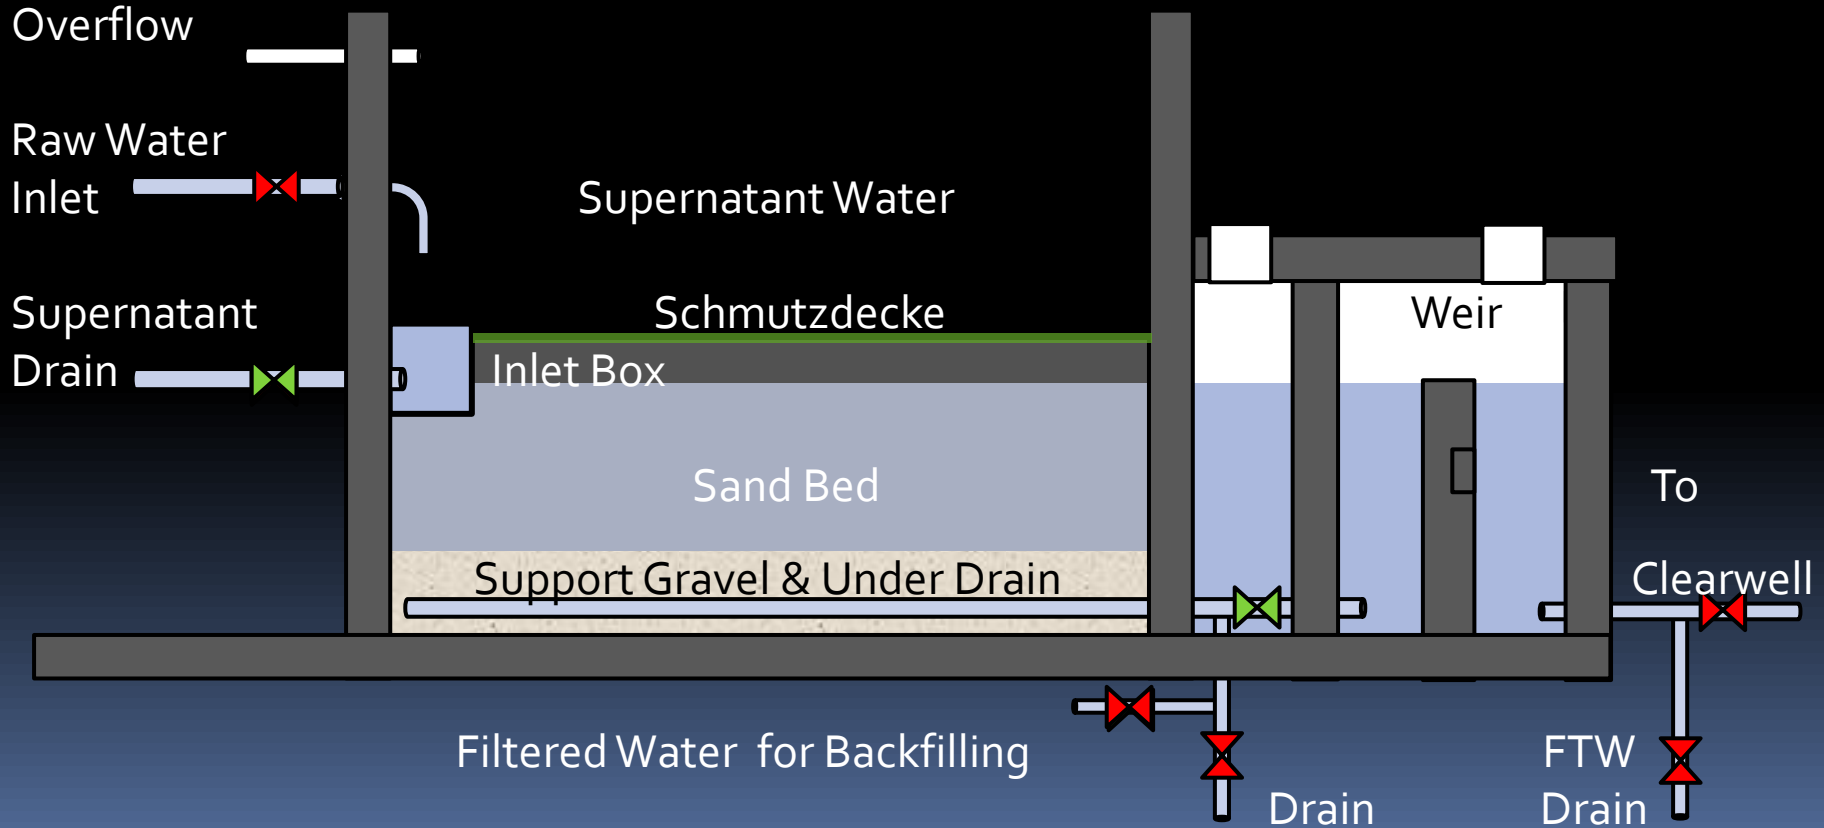 Overflow
Raw Water
Inlet
Supernatant Water
Supernatant
Drain
Schmutzdecke
Inlet Box
Weir
Sand Bed
To
Clearwell
Support Gravel & Under Drain
Filtered Water for Backfilling
Drain
FTW
Drain